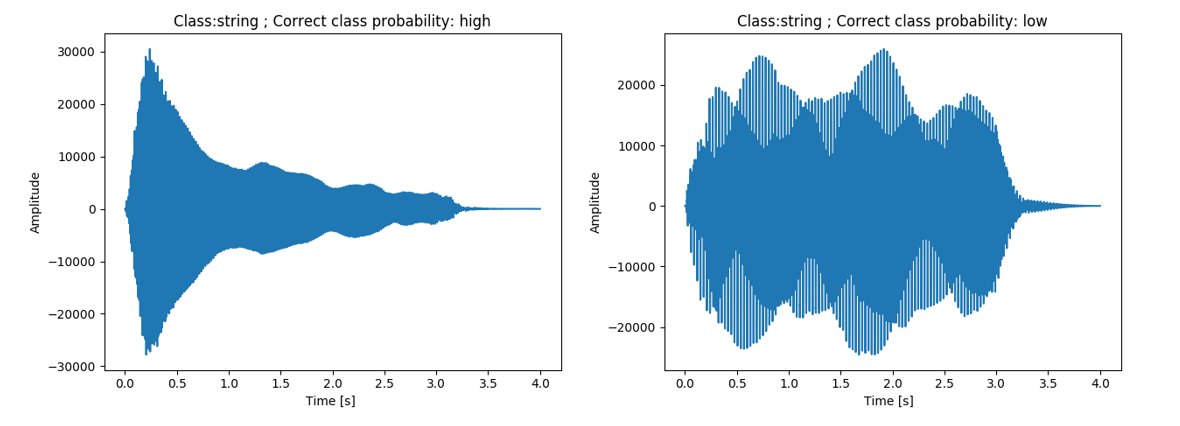 Class:string ; Correct class probability: high
30000
20000
10000
0
−10000
−20000
−30000
Amplitude
0.0 0.5 1.0 1.5 2.0 2.5 3.0 3.5 4.0
Time [s]
Class:string ; Correct class probability: low
20000
10000
0
−10000
−20000
Amplitude
0.0 0.5 1.0 1.5 2.0 2.5 3.0 3.5 4.0
Time [s]